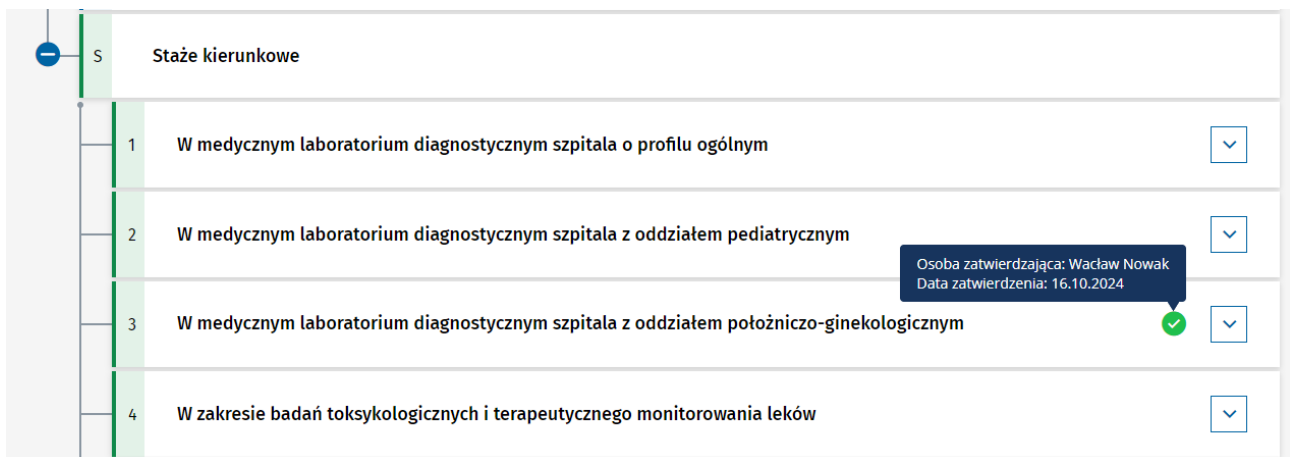 S Staże kierunkowe
1 W medycznym laboratorium diagnostycznym szpitala o profilu ogólnym
2 W medycznym laboratorium diagnostycznym szpitala z oddziałem pediatrycznym
Osoba zatwierdzająca: Wacław Nowak
Data zatwierdzenia: 16.10.2024
3 W medycznym laboratorium diagnostycznym szpitala z oddziałem położniczo-ginekologicznym
4 W zakresie badań toksykologicznych i terapeutycznego monitorowania leków